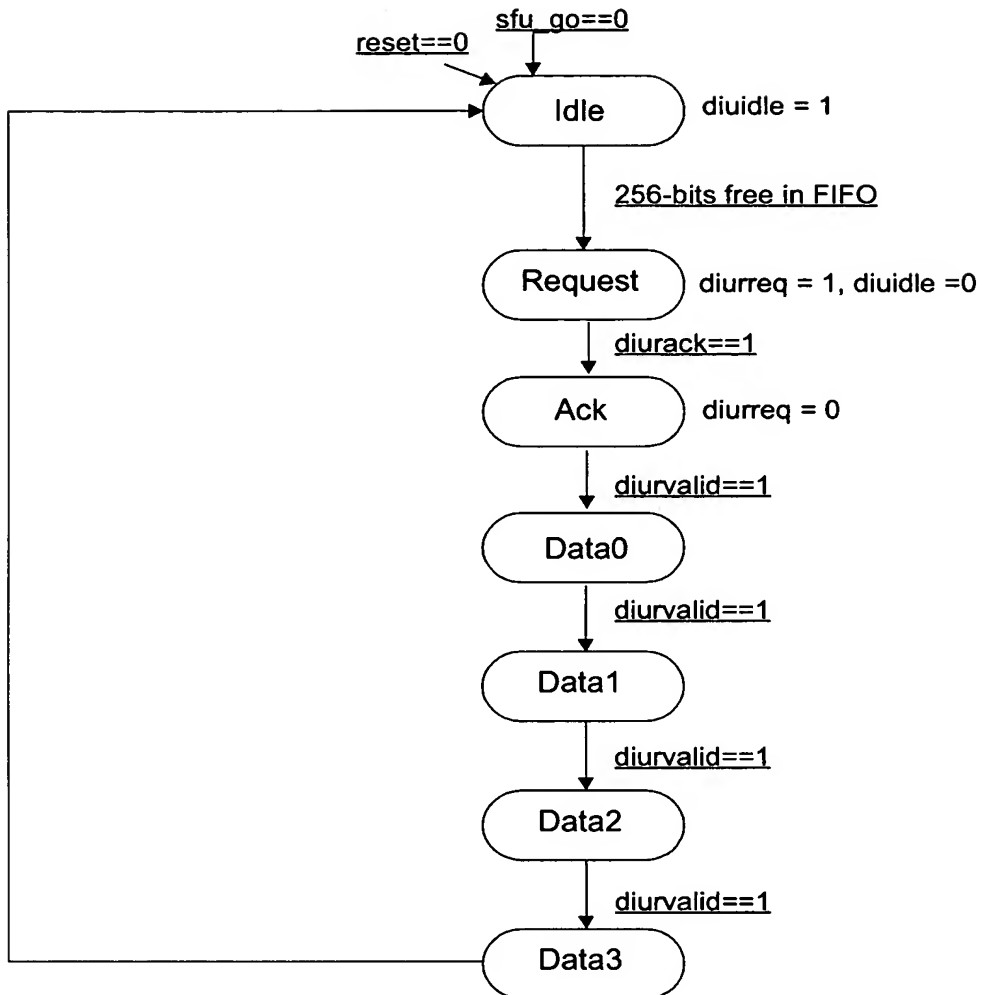 sfu_go==0
reset==0
Idle
diuidle = 1
256-bits free in FIFO
Request
diurreq = 1, diuidle =0
diurack==1
Ack
diurreq = 0
diurvalid==1
Data0
diurvalid==1
Data1
diurvalid==1
Data2
diurvalid==1
Data3